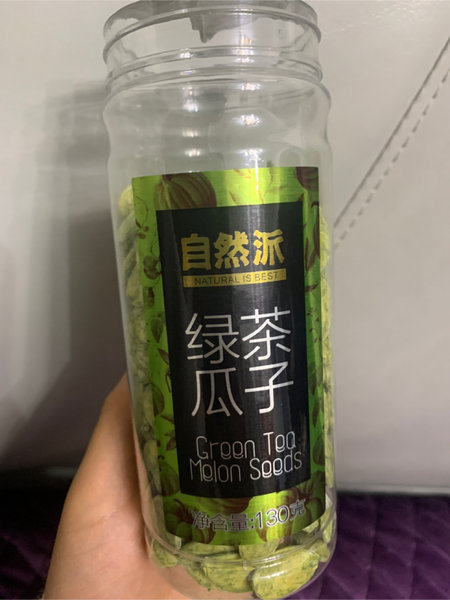 自然派
NATURAL IS BEST
绿茶
瓜子
Green Tea
Melon Seeds
净含量:130克